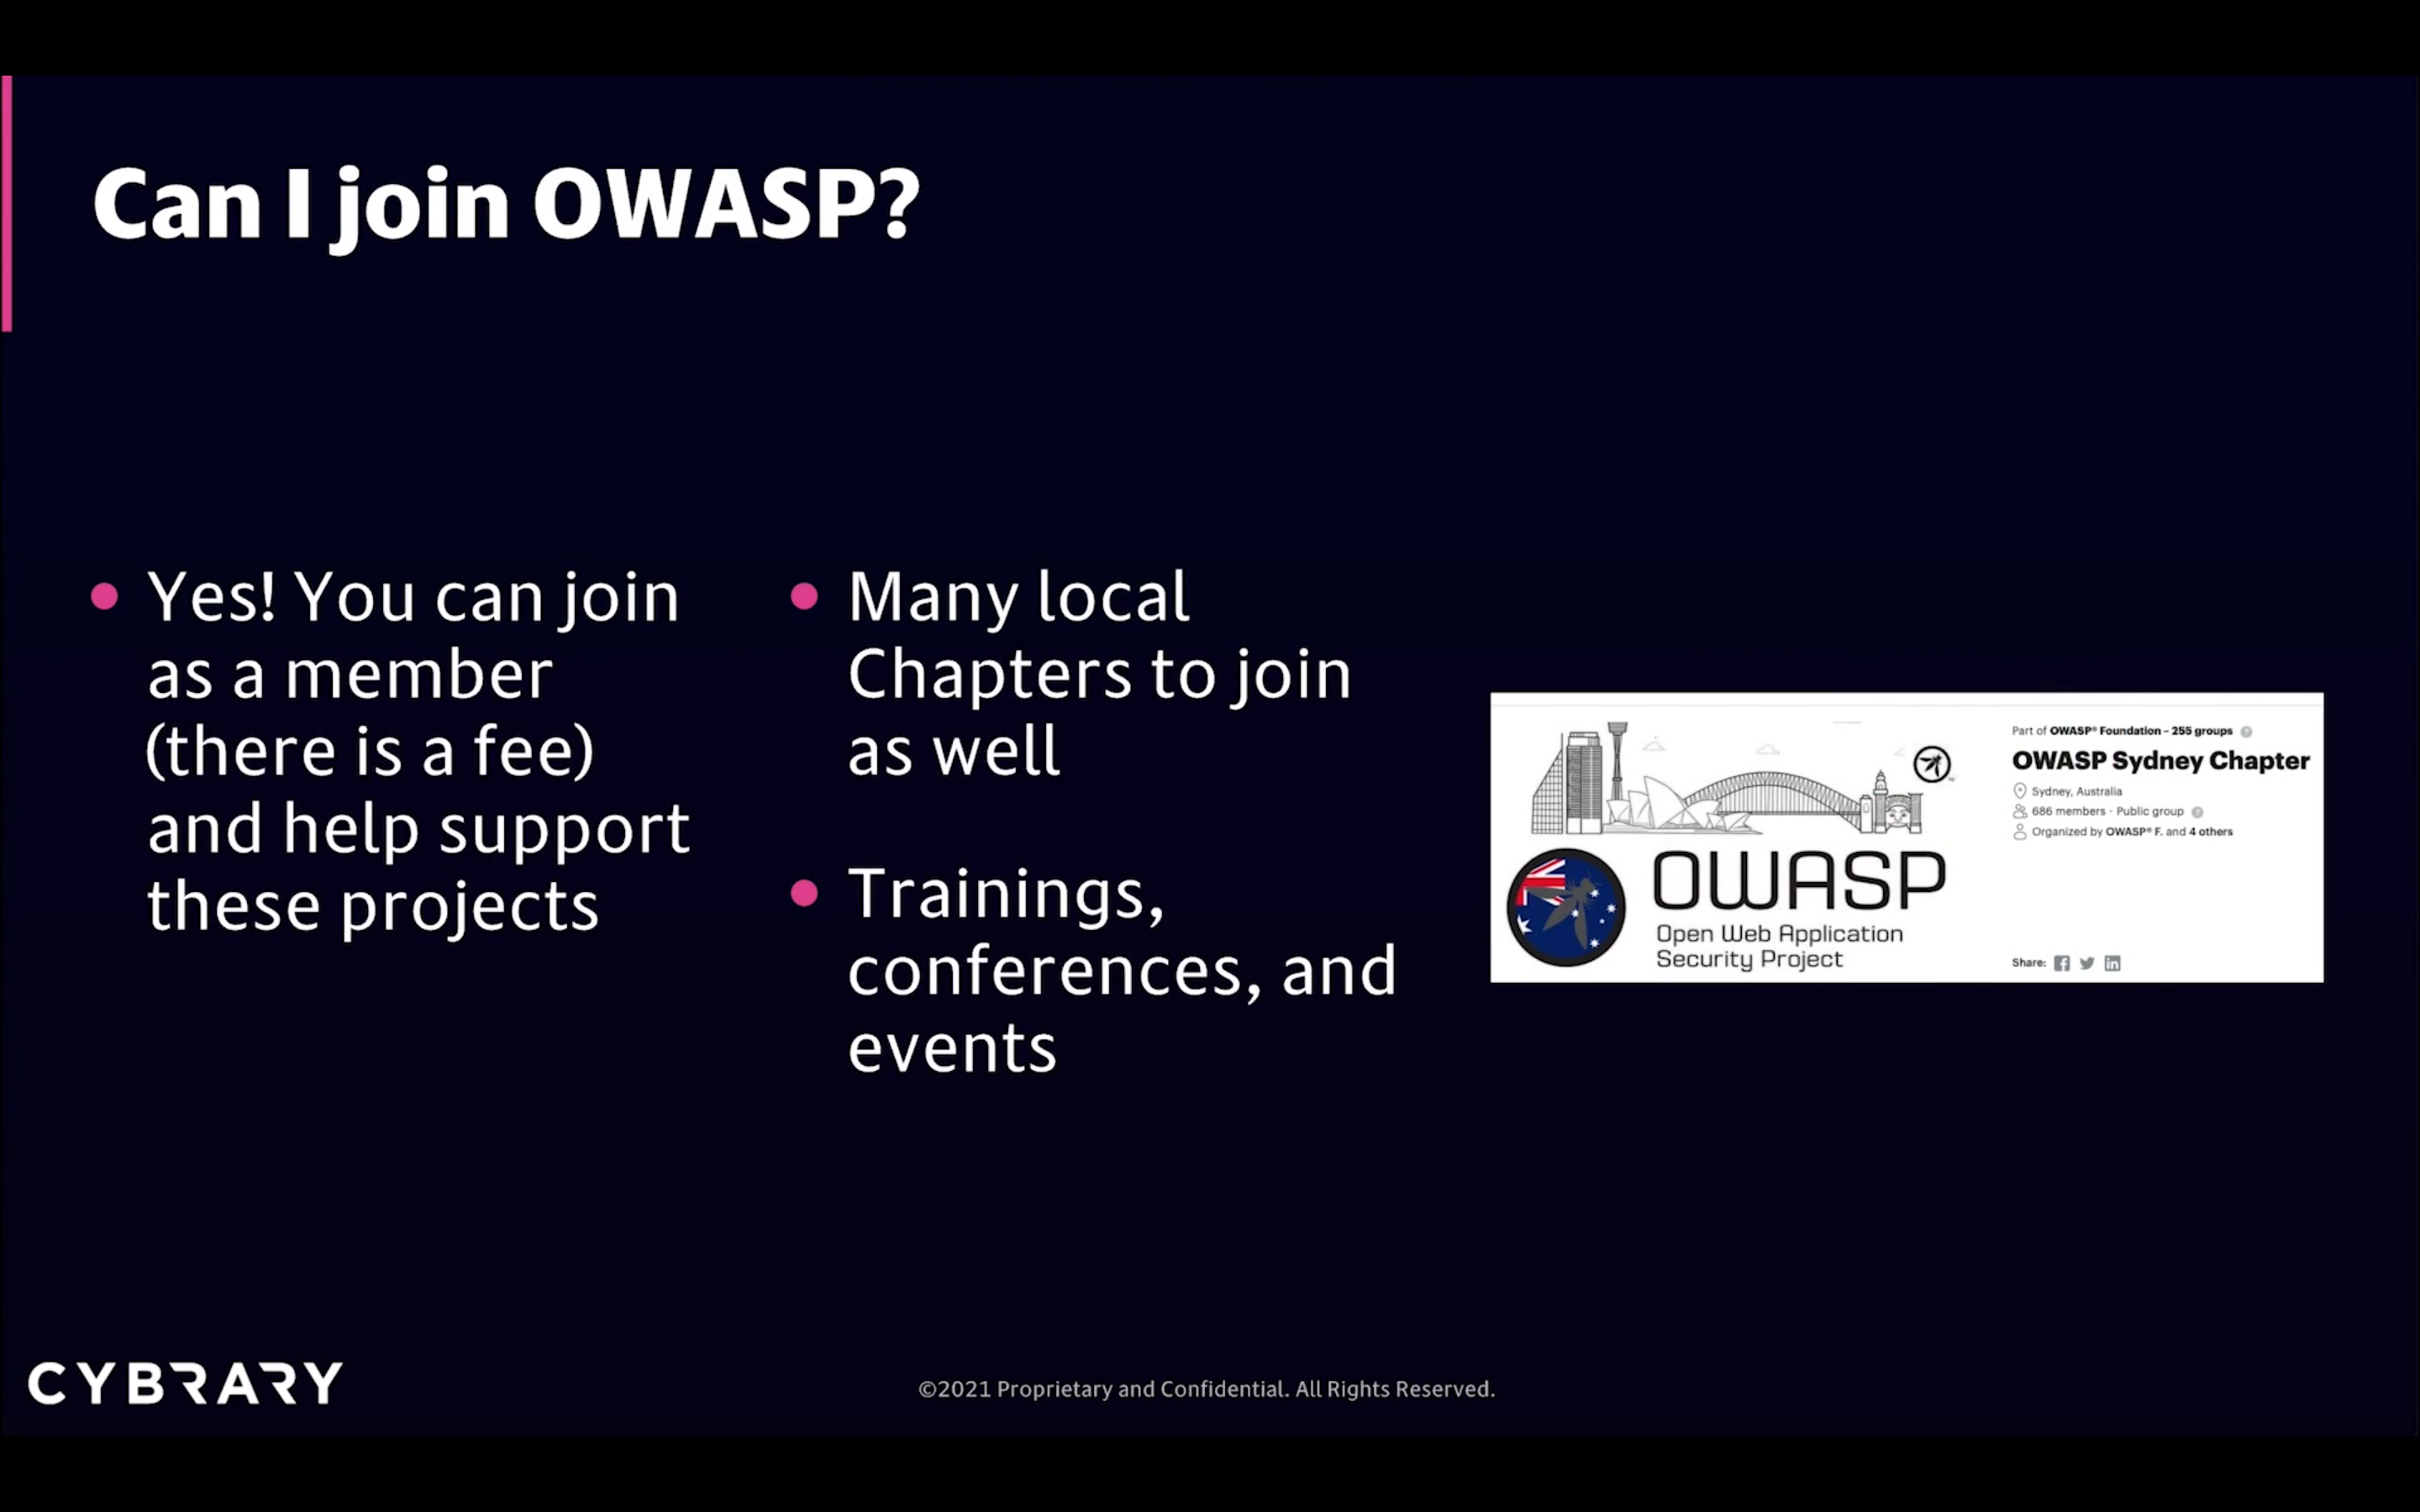 Can I join OWASP?
Yes! You can join
as a member
(there is a fee)
and help support
these projects
Many local
Chapters to join
as well
Trainings,
conferences, and
events
OWASP
Open Web Application
Security Project
Part of OWASP® Foundation – 255 groups
OWASP Sydney Chapter
Sydney, Australia
686 members · Public group
Organized by OWASP® F. and 4 others
Share:
CYBRARY
©2021 Proprietary and Confidential. All Rights Reserved.